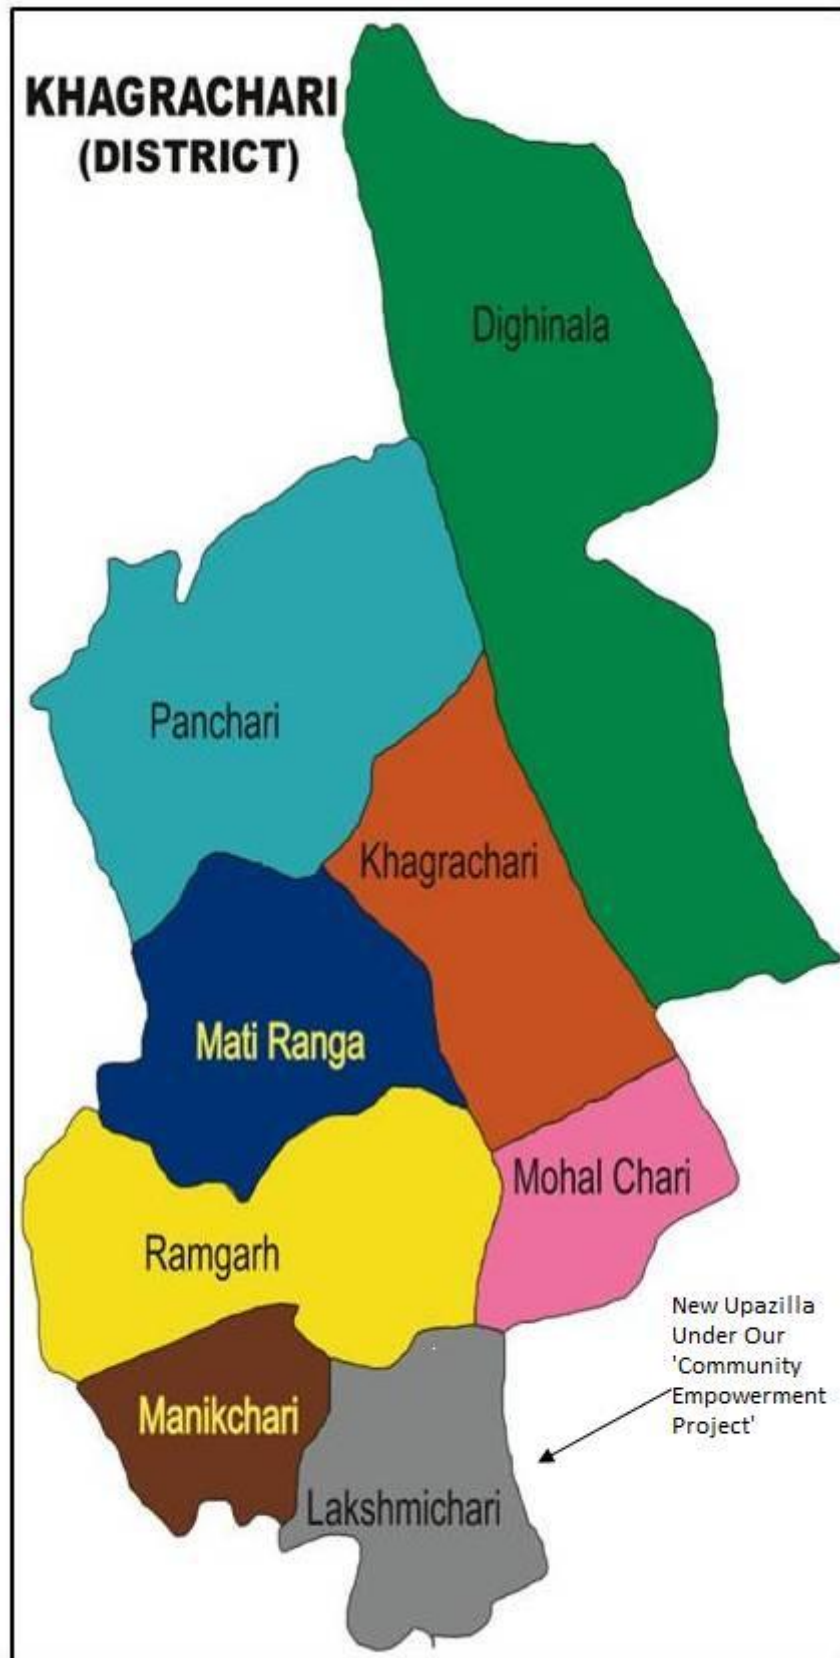 KHAGRACHARI
(DISTRICT)
Dighinala
Panchari
Khagrachari
Mati Ranga
Mohal Chari
Ramgarh
New Upazilla
Under Our
'Community
Empowerment
Project'
Manikchari
Lakshmichari